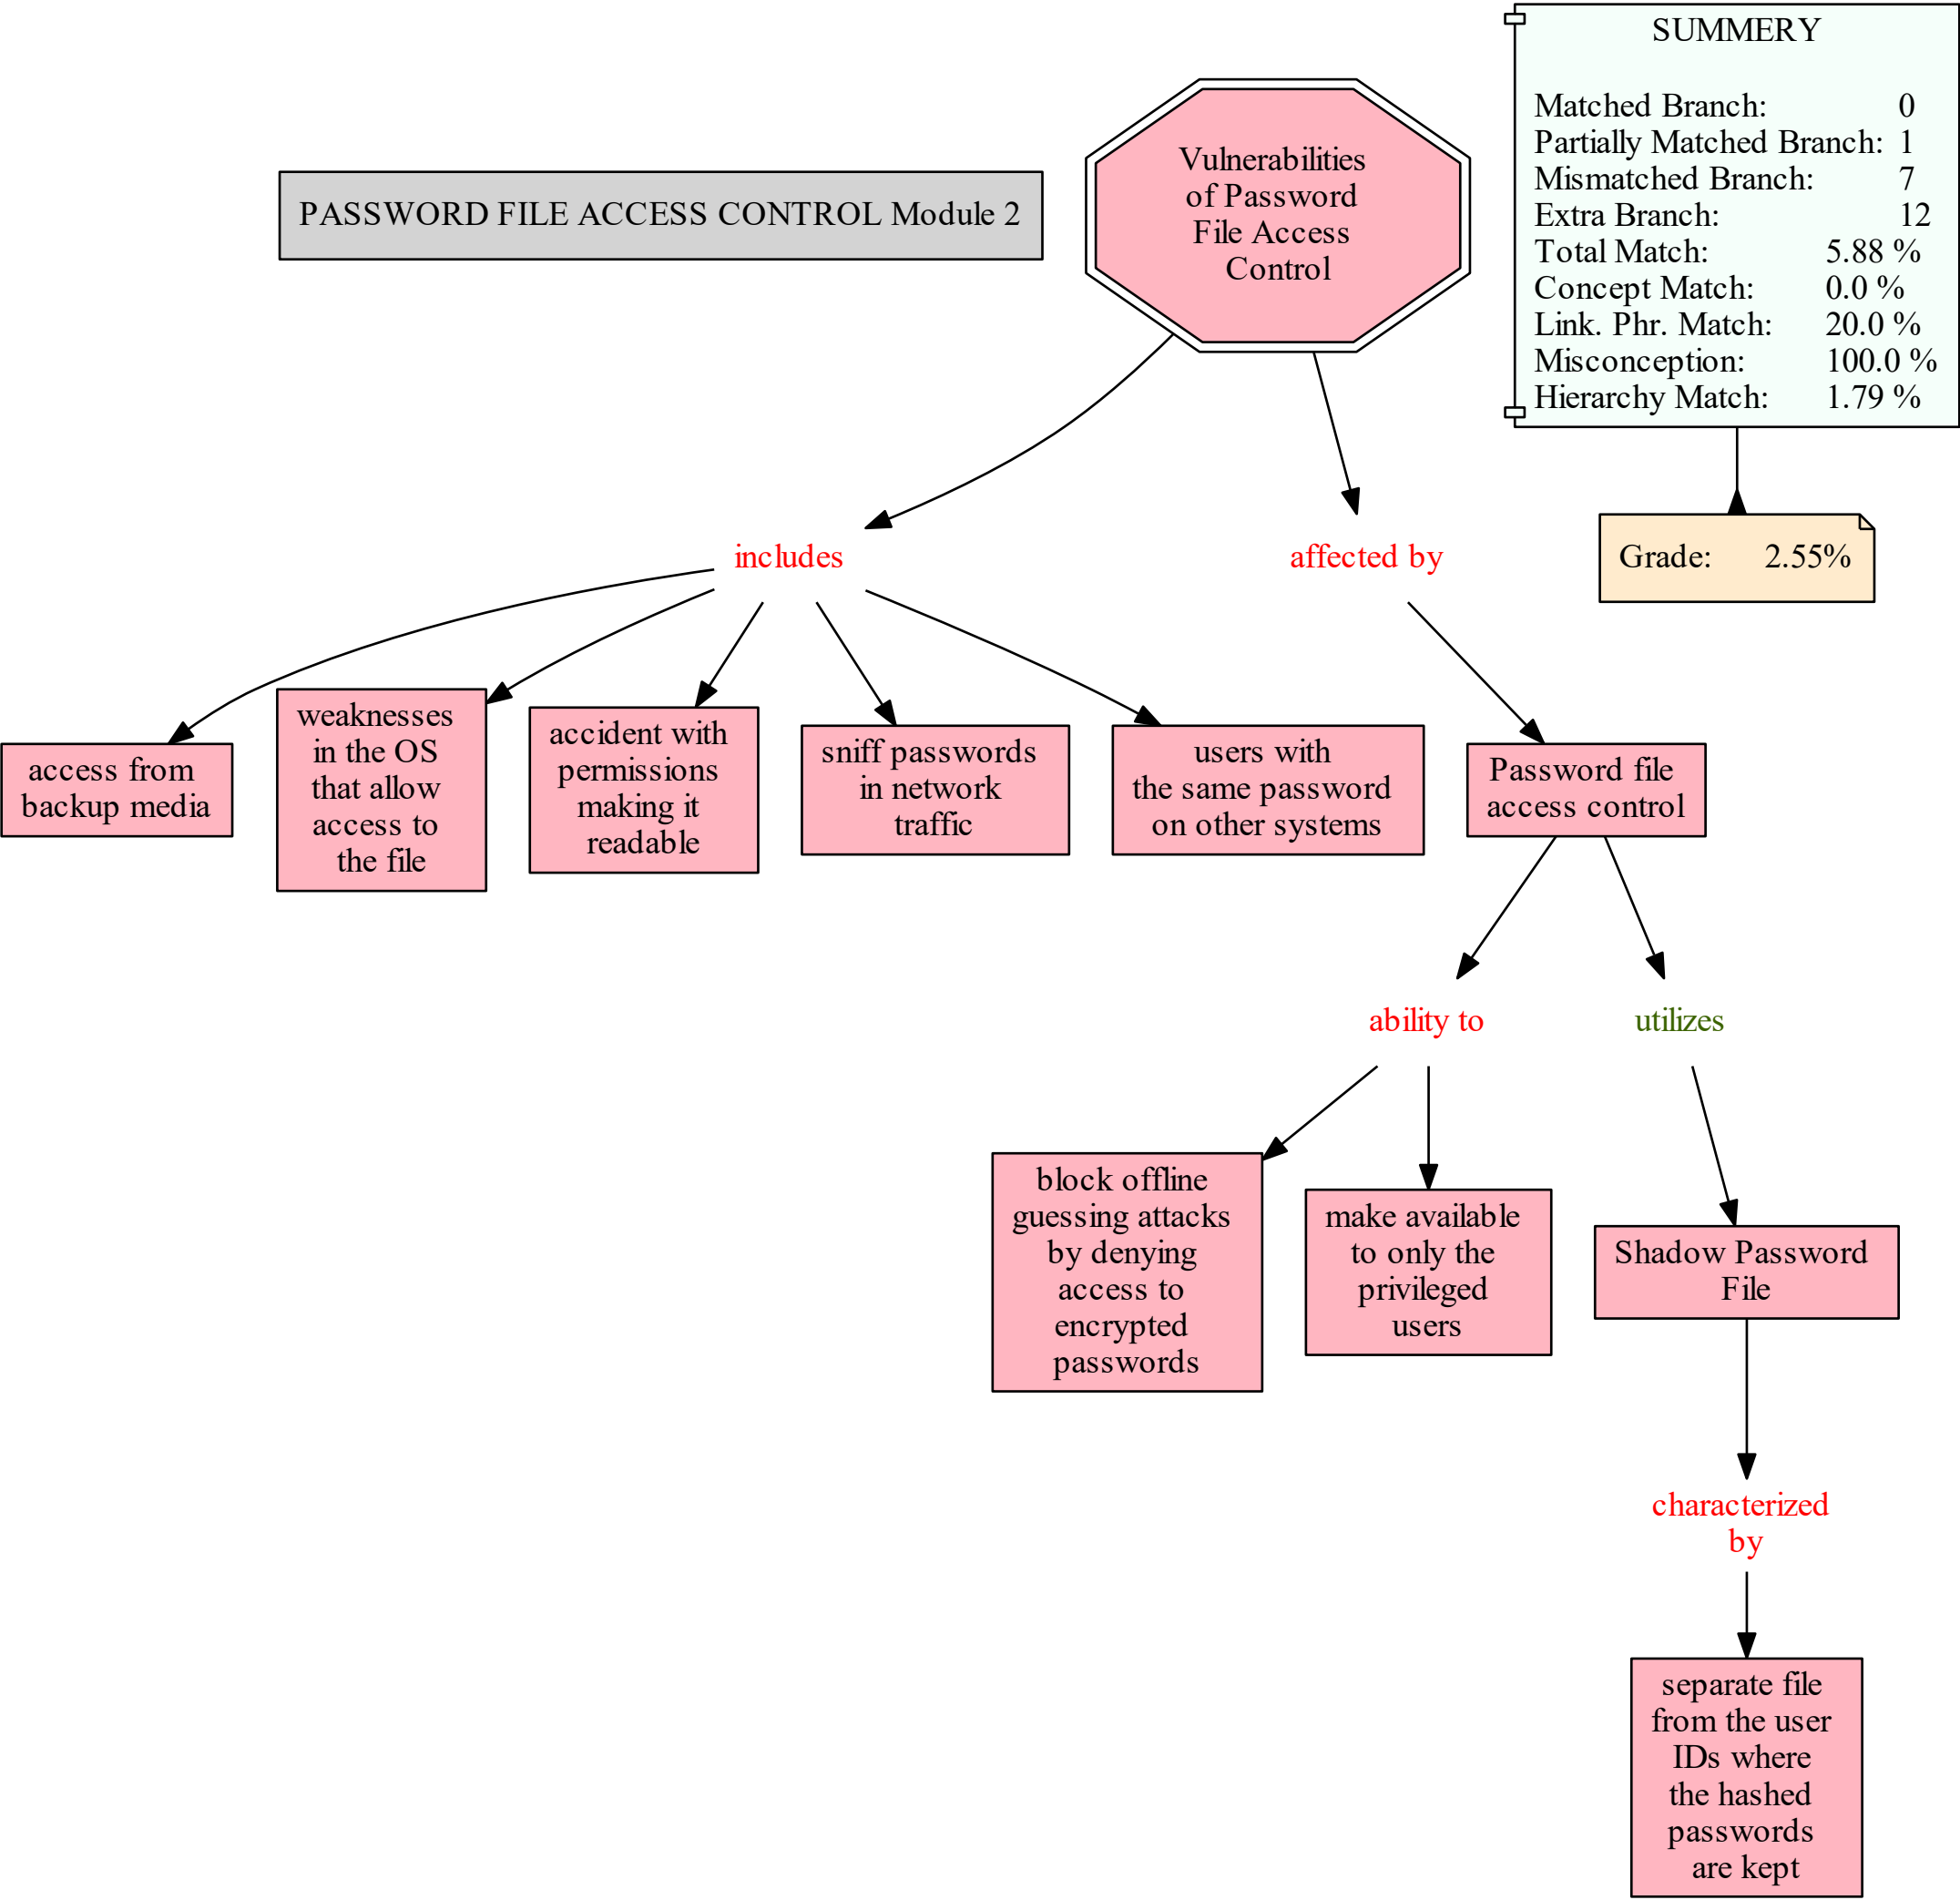 SUMMERY
Matched Branch: 0
Partially Matched Branch: 1
Mismatched Branch: 7
Extra Branch: 12
Total Match: 5.88 %
Concept Match: 0.0 %
Link. Phr. Match: 20.0 %
Misconception: 100.0 %
Hierarchy Match: 1.79 %
PASSWORD FILE ACCESS CONTROL Module 2
Vulnerabilities
of Password
File Access
Control
includes
affected by
Grade: 2.55%
access from
backup media
weaknesses
in the OS
that allow
access to
the file
accident with
permissions
making it
readable
sniff passwords
in network
traffic
users with
the same password
on other systems
Password file
access control
ability to
utilizes
block offline
guessing attacks
by denying
access to
encrypted
passwords
make available
to only the
privileged
users
Shadow Password
File
characterized
by
separate file
from the user
IDs where
the hashed
passwords
are kept